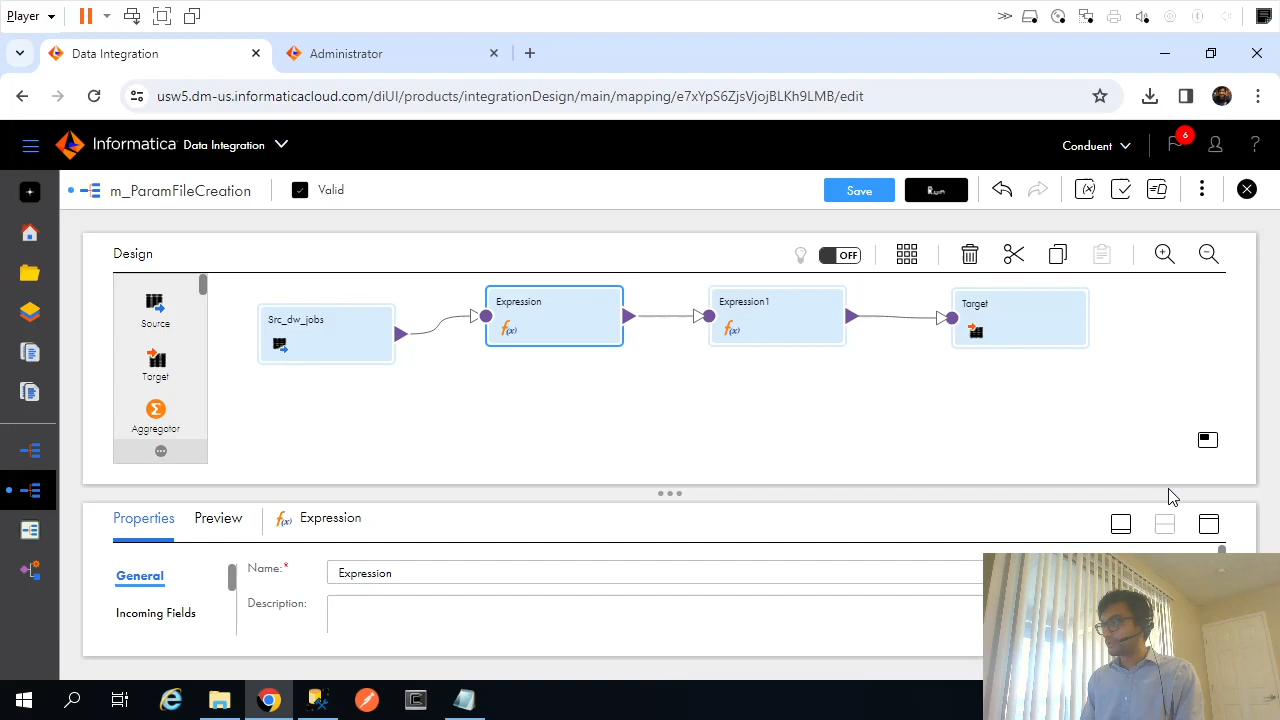 Player
Data Integration
Administrator
usw5.dm-us.informaticacloud.com/diUI/products/integrationDesign/main/mapping/e7xYpS6ZjsVjojBLKh9LMB/edit
Informatica Data Integration
Conduent
6
m_ParamFileCreation
Valid
Save
Run
Design
OFF
Source
Target
Aggregator
Src_dw_jobs
Expression
f(x)
Expression1
f(x)
Target
Properties
Preview
f(x) Expression
General
Incoming Fields
Name:*
Expression
Description: